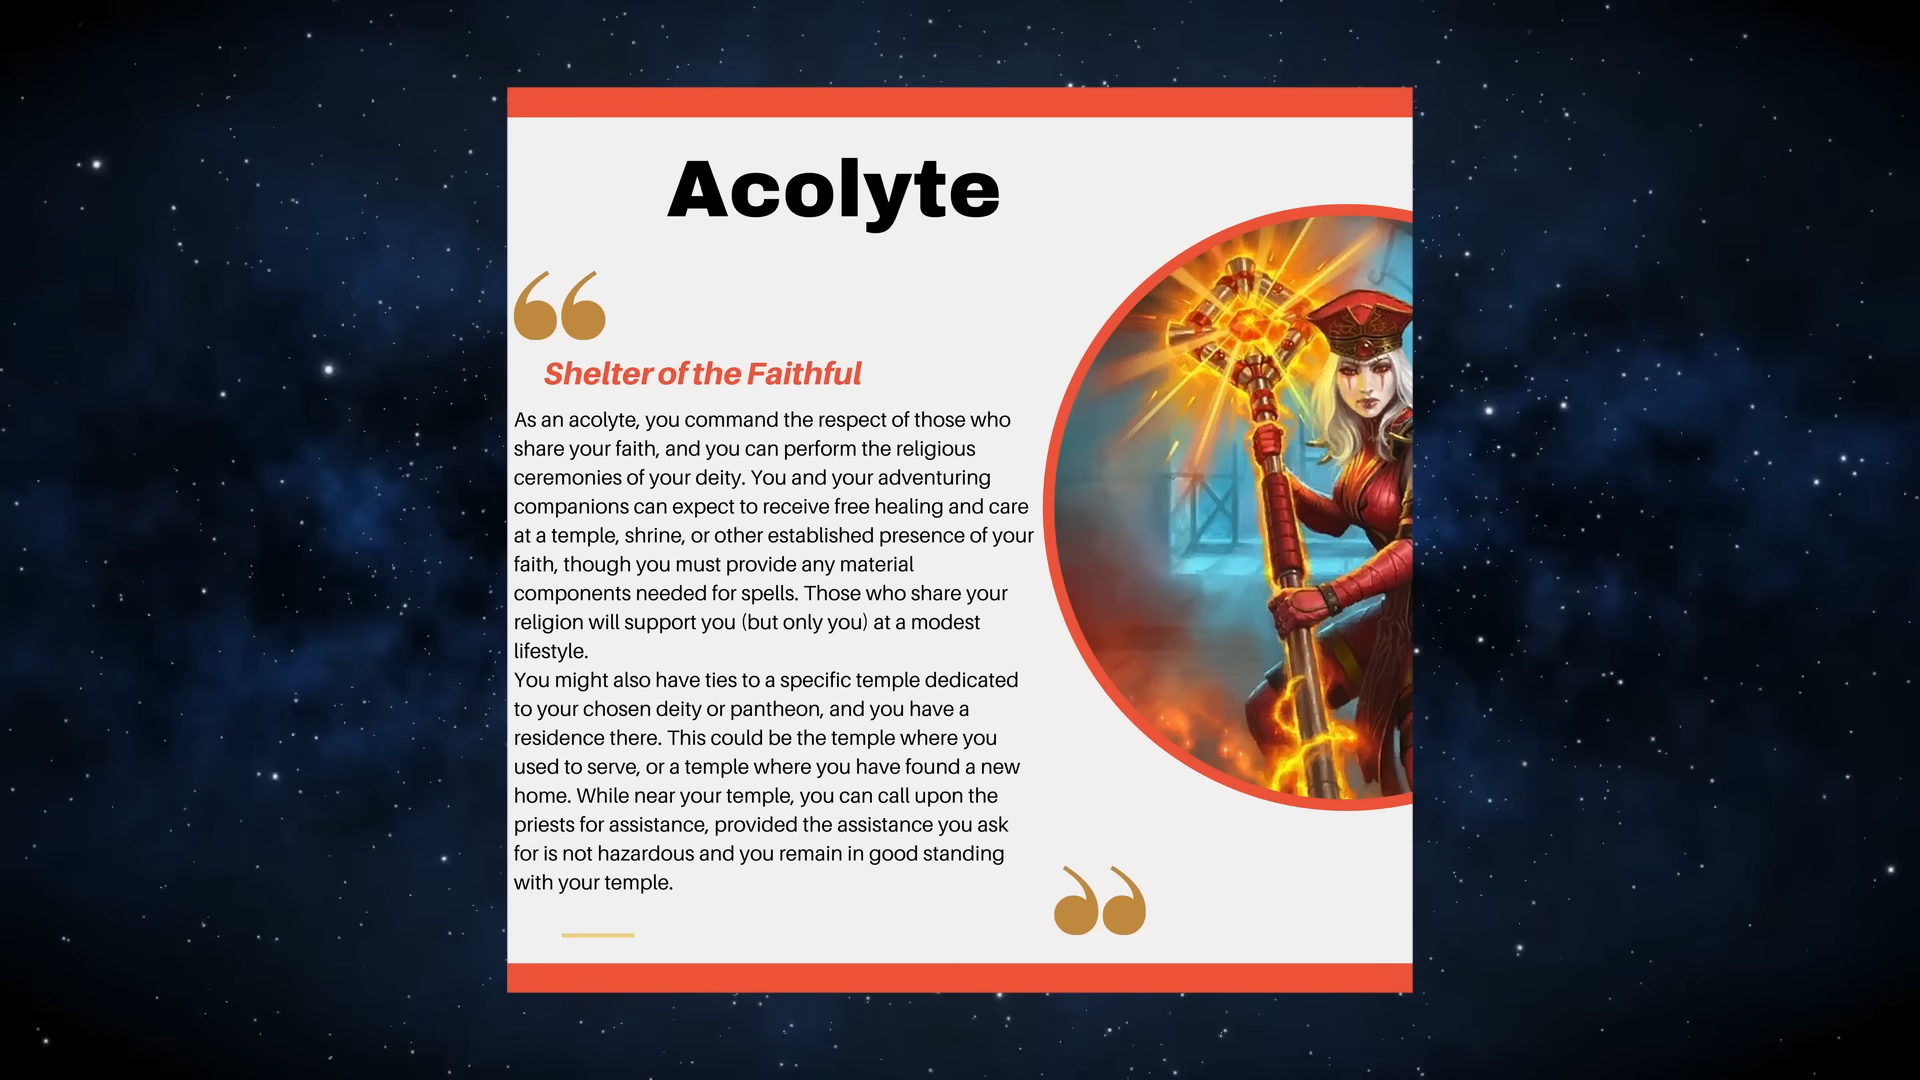 Acolyte
Shelter of the Faithful
As an acolyte, you command the respect of those who
share your faith, and you can perform the religious
ceremonies of your deity. You and your adventuring
companions can expect to receive free healing and care
at a temple, shrine, or other established presence of your
faith, though you must provide any material
components needed for spells. Those who share your
religion will support you (but only you) at a modest
lifestyle.
You might also have ties to a specific temple dedicated
to your chosen deity or pantheon, and you have a
residence there. This could be the temple where you
used to serve, or a temple where you have found a new
home. While near your temple, you can call upon the
priests for assistance, provided the assistance you ask
for is not hazardous and you remain in good standing
with your temple.